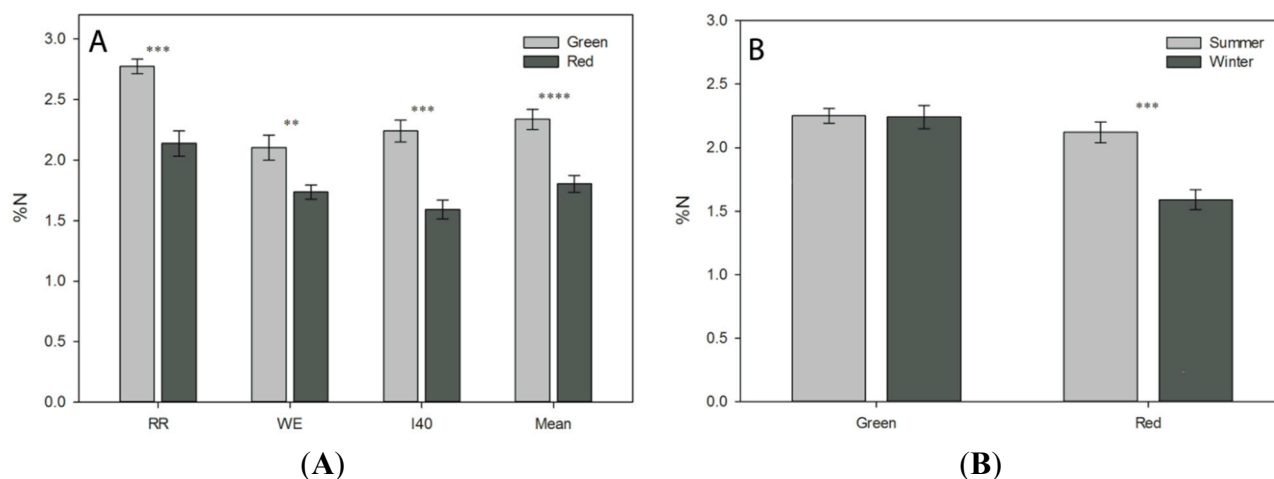 A
***
**
***
****
Green
Red
3.0
2.5
2.0
1.5
1.0
0.5
0.0
%N
RR WE I40 Mean
(A)
B
***
Summer
Winter
3.0
2.5
2.0
1.5
1.0
0.5
0.0
%N
Green Red
(B)